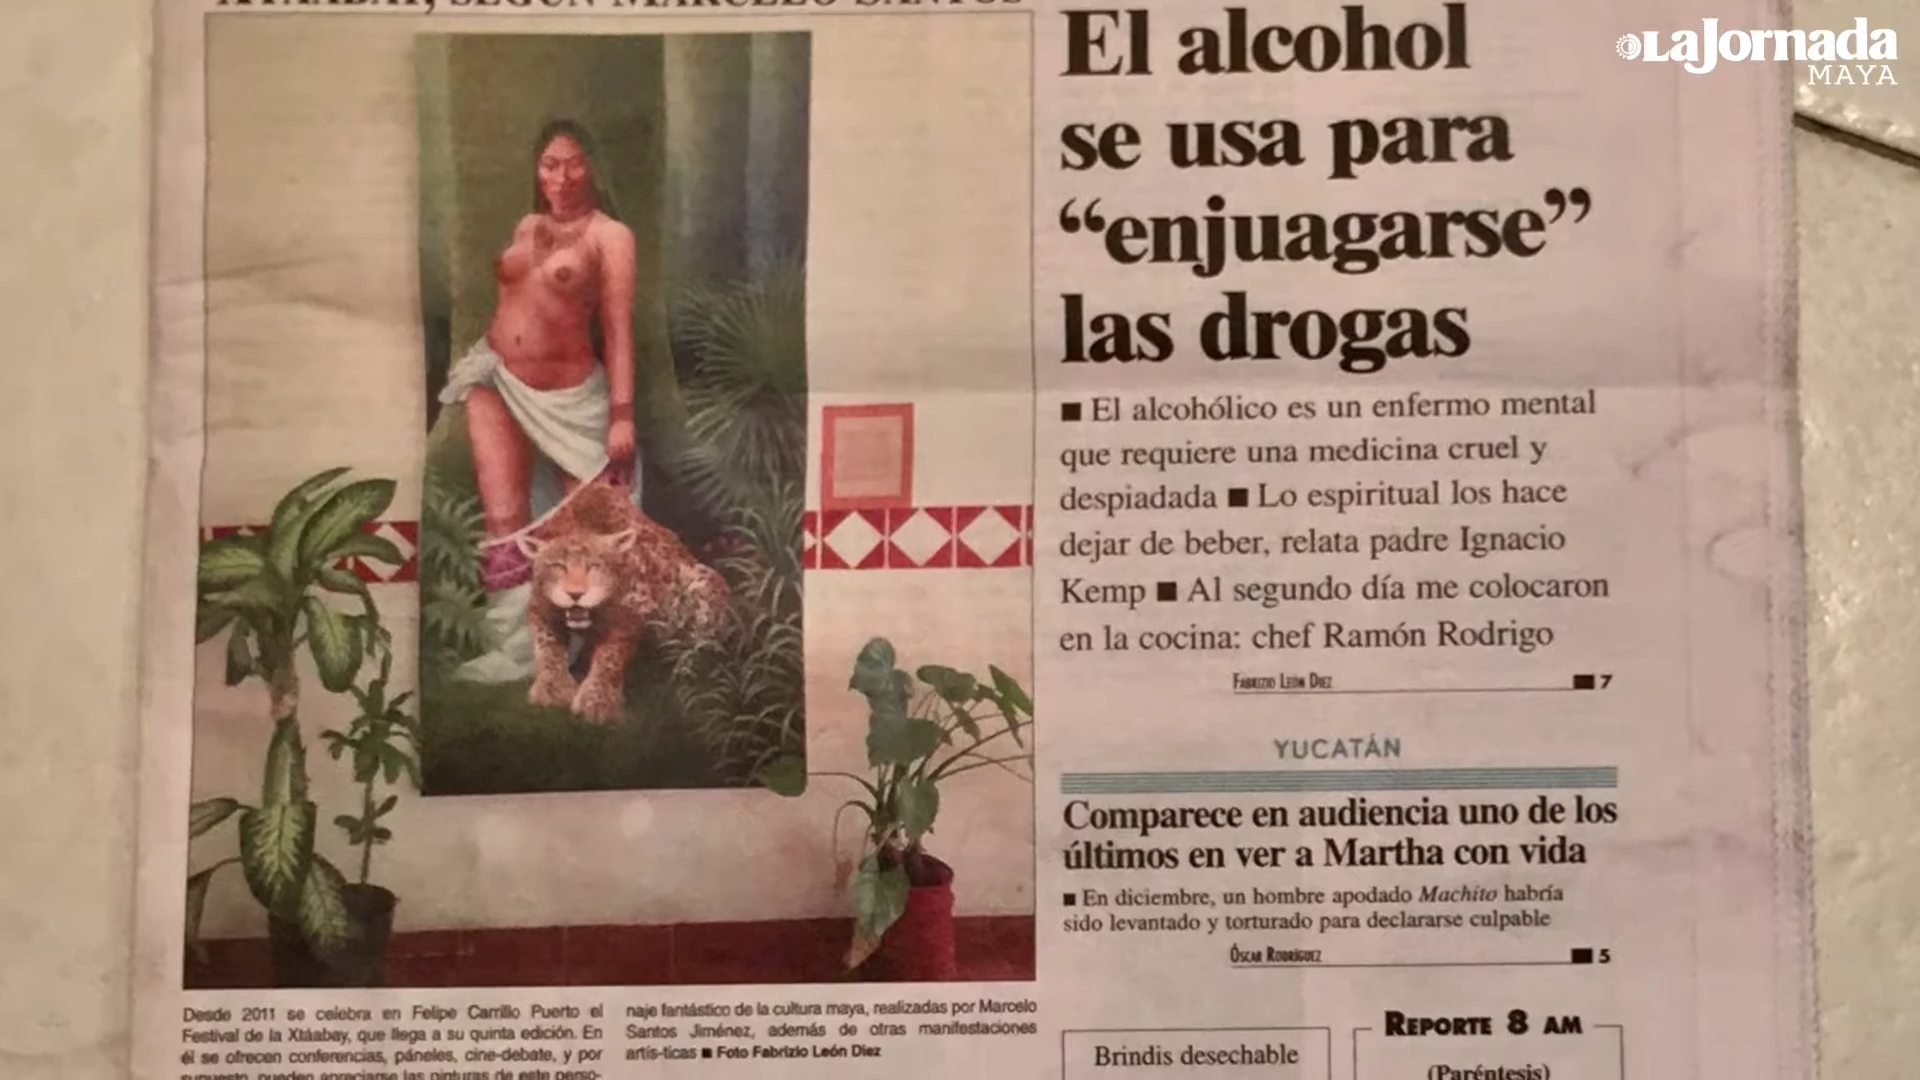 XTÁABAY, SEGÚN MARCELO SANTOS
LaJornada
MAYA
El alcohol
se usa para
“enjuagarse”
las drogas
■ El alcohólico es un enfermo mental
que requiere una medicina cruel y
despiadada ■ Lo espiritual los hace
dejar de beber, relata padre Ignacio
Kemp ■ Al segundo día me colocaron
en la cocina: chef Ramón Rodrigo
FABRIZIO LEÓN DIEZ ■ 7
YUCATÁN
Comparece en audiencia uno de los
últimos en ver a Martha con vida
■ En diciembre, un hombre apodado Machito habría
sido levantado y torturado para declararse culpable
ÓSCAR RODRÍGUEZ ■ 5
Desde 2011 se celebra en Felipe Carrillo Puerto el
Festival de la Xtáabay, que llega a su quinta edición. En
él se ofrecen conferencias, páneles, cine-debate, y por
supuesto, pueden apreciarse las pinturas de este perso-
naje fantástico de la cultura maya, realizadas por Marcelo
Santos Jiménez, además de otras manifestaciones
artís-ticas ■ Foto Fabrizio León Diez
Brindis desechable
REPORTE 8 AM
(Paréntesis)